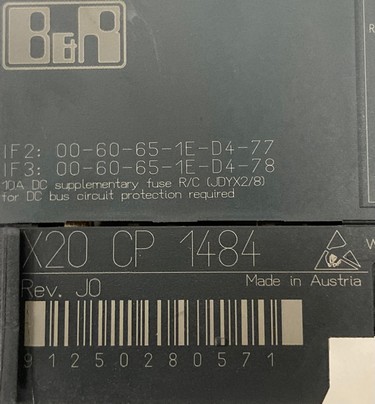 B&R
IF2: 00-60-65-1E-D4-77
IF3: 00-60-65-1E-D4-78
10A DC supplementary fuse R/C (JDYX2/8)
for DC bus circuit protection required
X20 CP 1484
Rev. J0
Made in Austria
91250280571